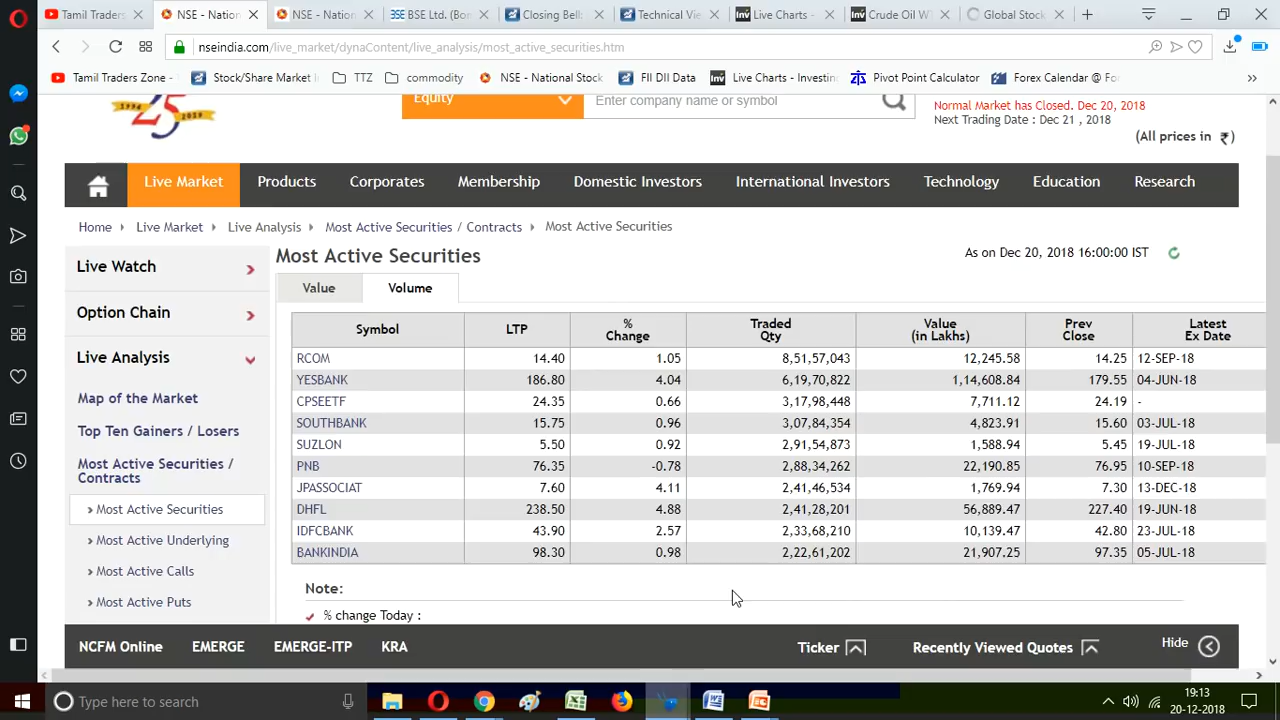 Tamil Traders
NSE - Nation
NSE - Nation
BSE Ltd. (Bom
Closing Bell:
Technical Vie
Live Charts -
Crude Oil WT
Global Stock
nseindia.com/live_market/dynaContent/live_analysis/most_active_securities.htm
Tamil Traders Zone -
Stock/Share Market I
TTZ
commodity
NSE - National Stock
FII DII Data
Live Charts - Investin
Pivot Point Calculator
Forex Calendar @ Fo
1994
25
2019
Equity
Enter company name or symbol
Normal Market has Closed. Dec 20, 2018
Next Trading Date : Dec 21 , 2018
(All prices in ₹)
Live Market Products Corporates Membership Domestic Investors International Investors Technology Education Research
Home Live Market Live Analysis Most Active Securities / Contracts Most Active Securities
Live Watch
Option Chain
Live Analysis
Map of the Market
Top Ten Gainers / Losers
Most Active Securities /
Contracts
Most Active Securities
Most Active Underlying
Most Active Calls
Most Active Puts
Most Active Securities
As on Dec 20, 2018 16:00:00 IST
Value Volume
Symbol LTP % Change Traded Qty Value (in Lakhs) Prev Close Latest Ex Date
RCOM 14.40 1.05 8,51,57,043 12,245.58 14.25 12-SEP-18
YESBANK 186.80 4.04 6,19,70,822 1,14,608.84 179.55 04-JUN-18
CPSEETF 24.35 0.66 3,17,98,448 7,711.12 24.19 -
SOUTHBANK 15.75 0.96 3,07,84,354 4,823.91 15.60 03-JUL-18
SUZLON 5.50 0.92 2,91,54,873 1,588.94 5.45 19-JUL-18
PNB 76.35 -0.78 2,88,34,262 22,190.85 76.95 10-SEP-18
JPASSOCIAT 7.60 4.11 2,41,46,534 1,769.94 7.30 13-DEC-18
DHFL 238.50 4.88 2,41,28,201 56,889.47 227.40 19-JUN-18
IDFCBANK 43.90 2.57 2,33,68,210 10,139.47 42.80 23-JUL-18
BANKINDIA 98.30 0.98 2,22,61,202 21,907.25 97.35 05-JUL-18
Note:
% change Today :
NCFM Online EMERGE EMERGE-ITP KRA Ticker Recently Viewed Quotes Hide
Type here to search
19:13
20-12-2018